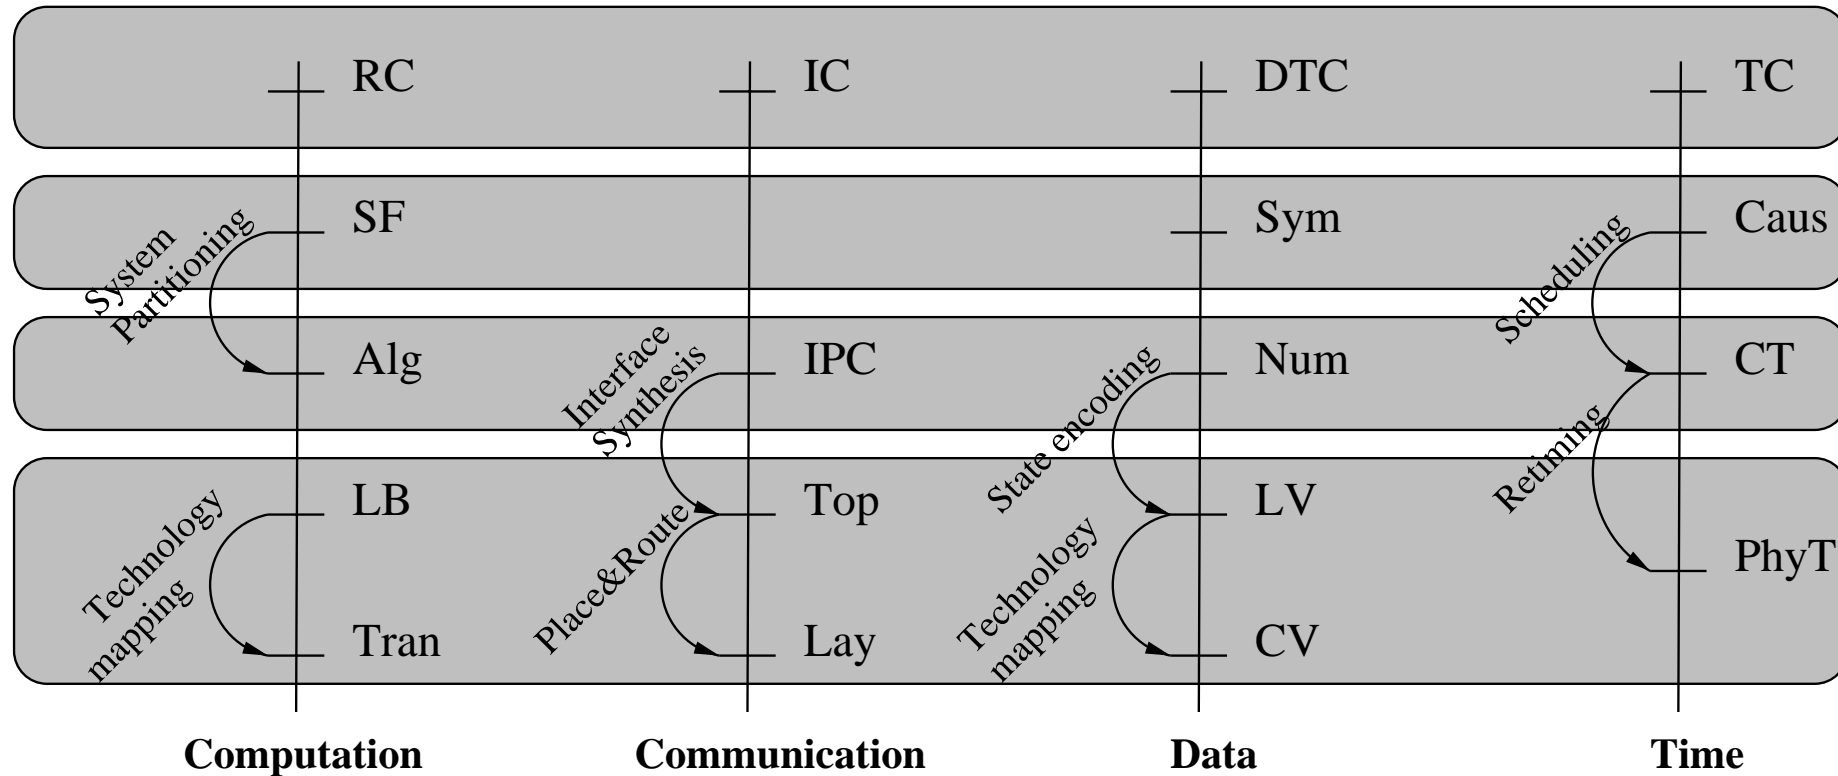 RC IC DTC TC
SF Sym Caus
System
Partitioning
Scheduling
Alg IPC Num CT
Interface
Synthesis
State encoding
Retiming
LB Top LV
PhyT
Technology
mapping
Place&Route
Technology
mapping
Tran Lay CV
Computation Communication Data Time